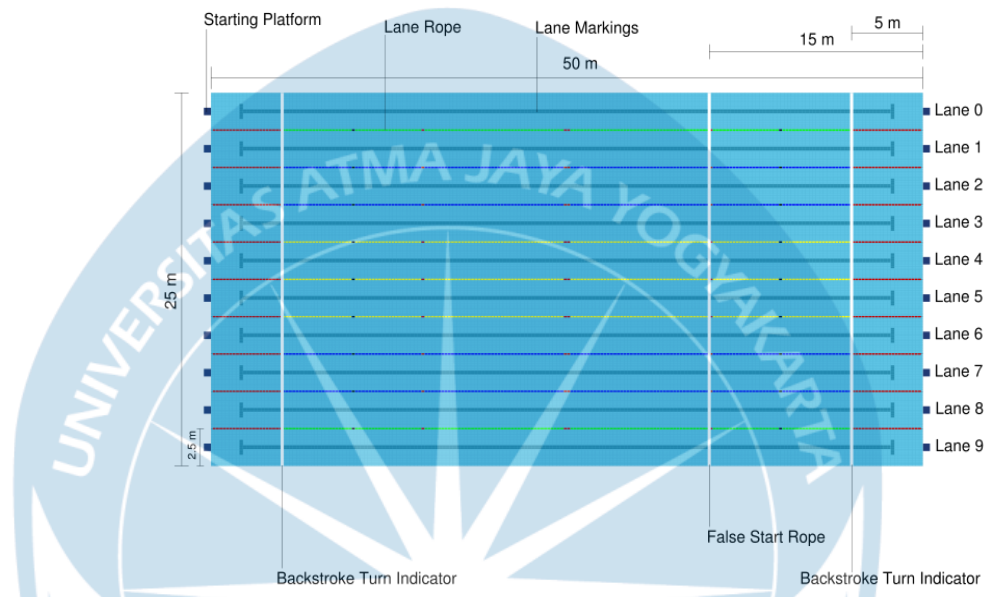 Starting Platform
Lane Rope
Lane Markings
5 m
15 m
50 m
Lane 0
Lane 1
Lane 2
Lane 3
Lane 4
Lane 5
Lane 6
Lane 7
Lane 8
Lane 9
25 m
2.5 m
UNIVERSITAS ATMA JAYA YOGYAKARTA
False Start Rope
Backstroke Turn Indicator
Backstroke Turn Indicator